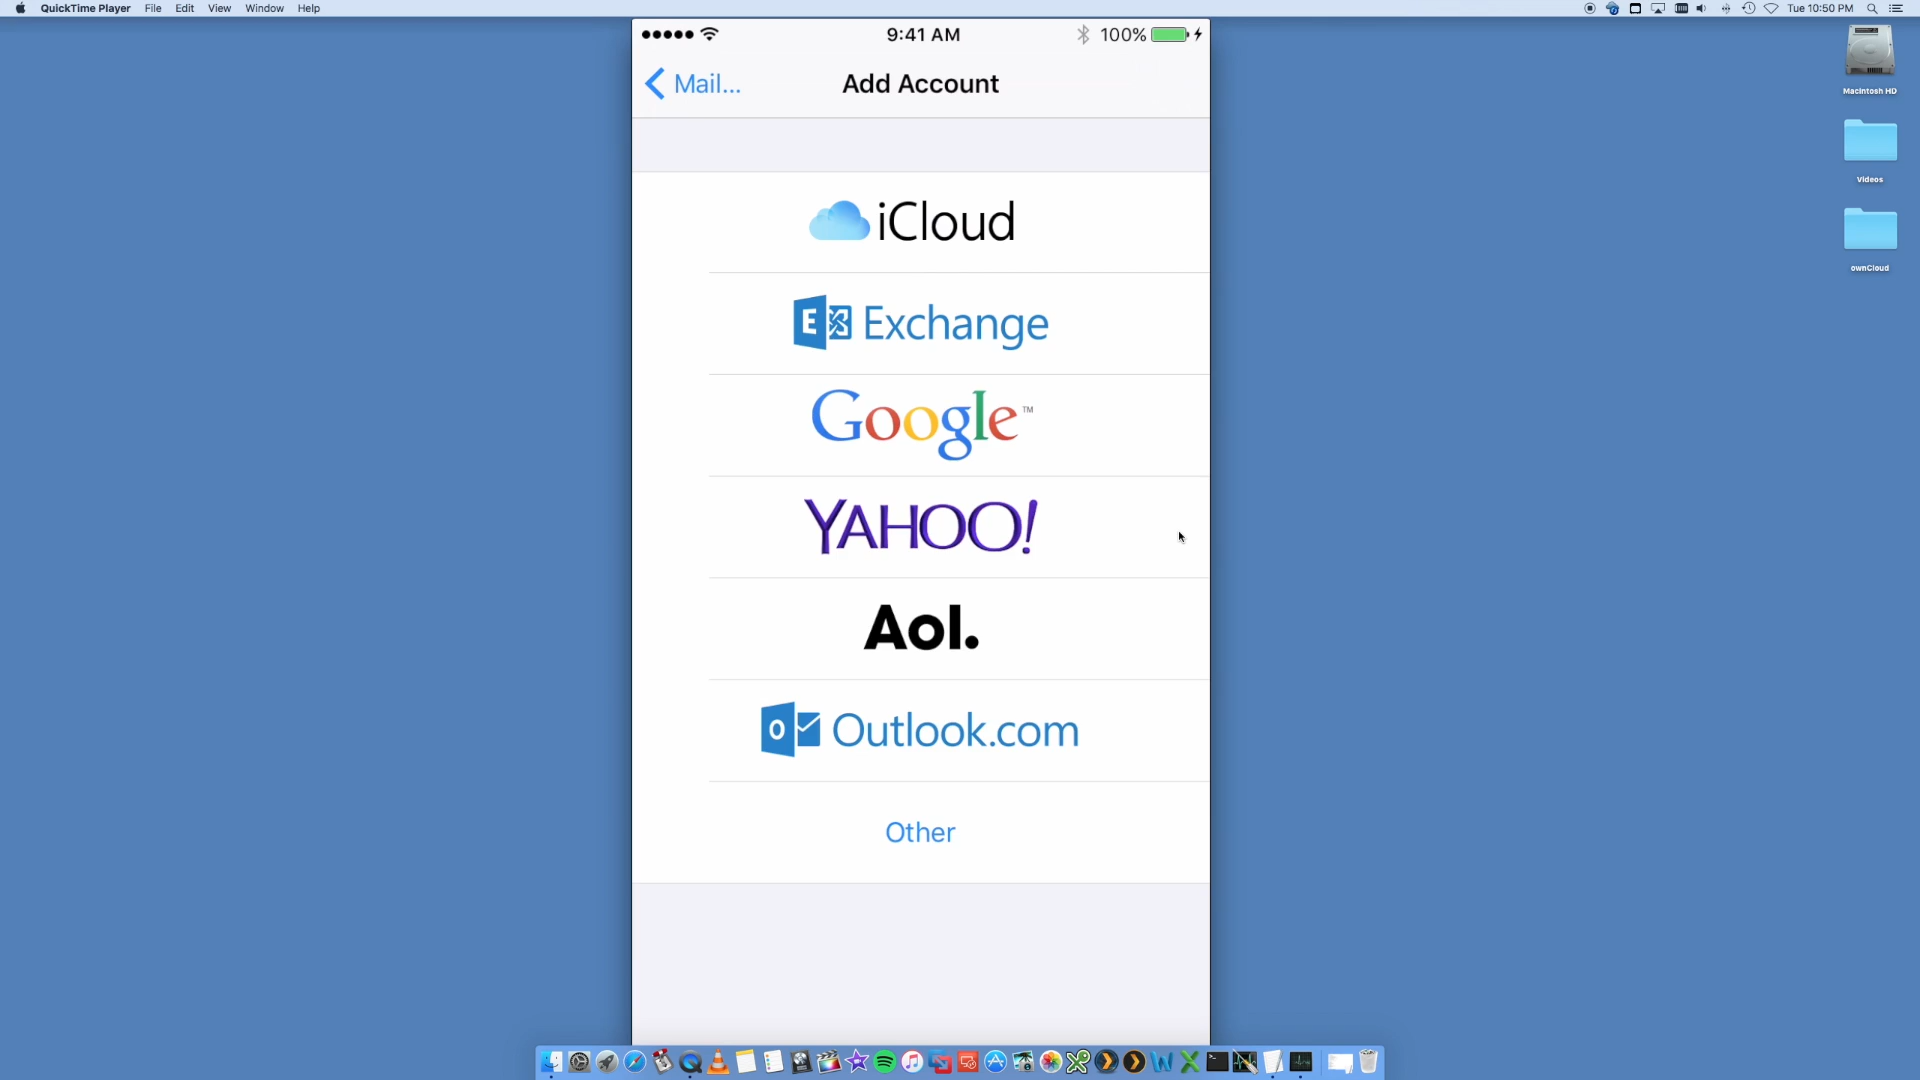 QuickTime Player File Edit View Window Help
Tue 10:50 PM
9:41 AM
100%
Mail...
Add Account
Macintosh HD
Videos
ownCloud
iCloud
E Exchange
Google™
YAHOO!
Aol.
O Outlook.com
Other